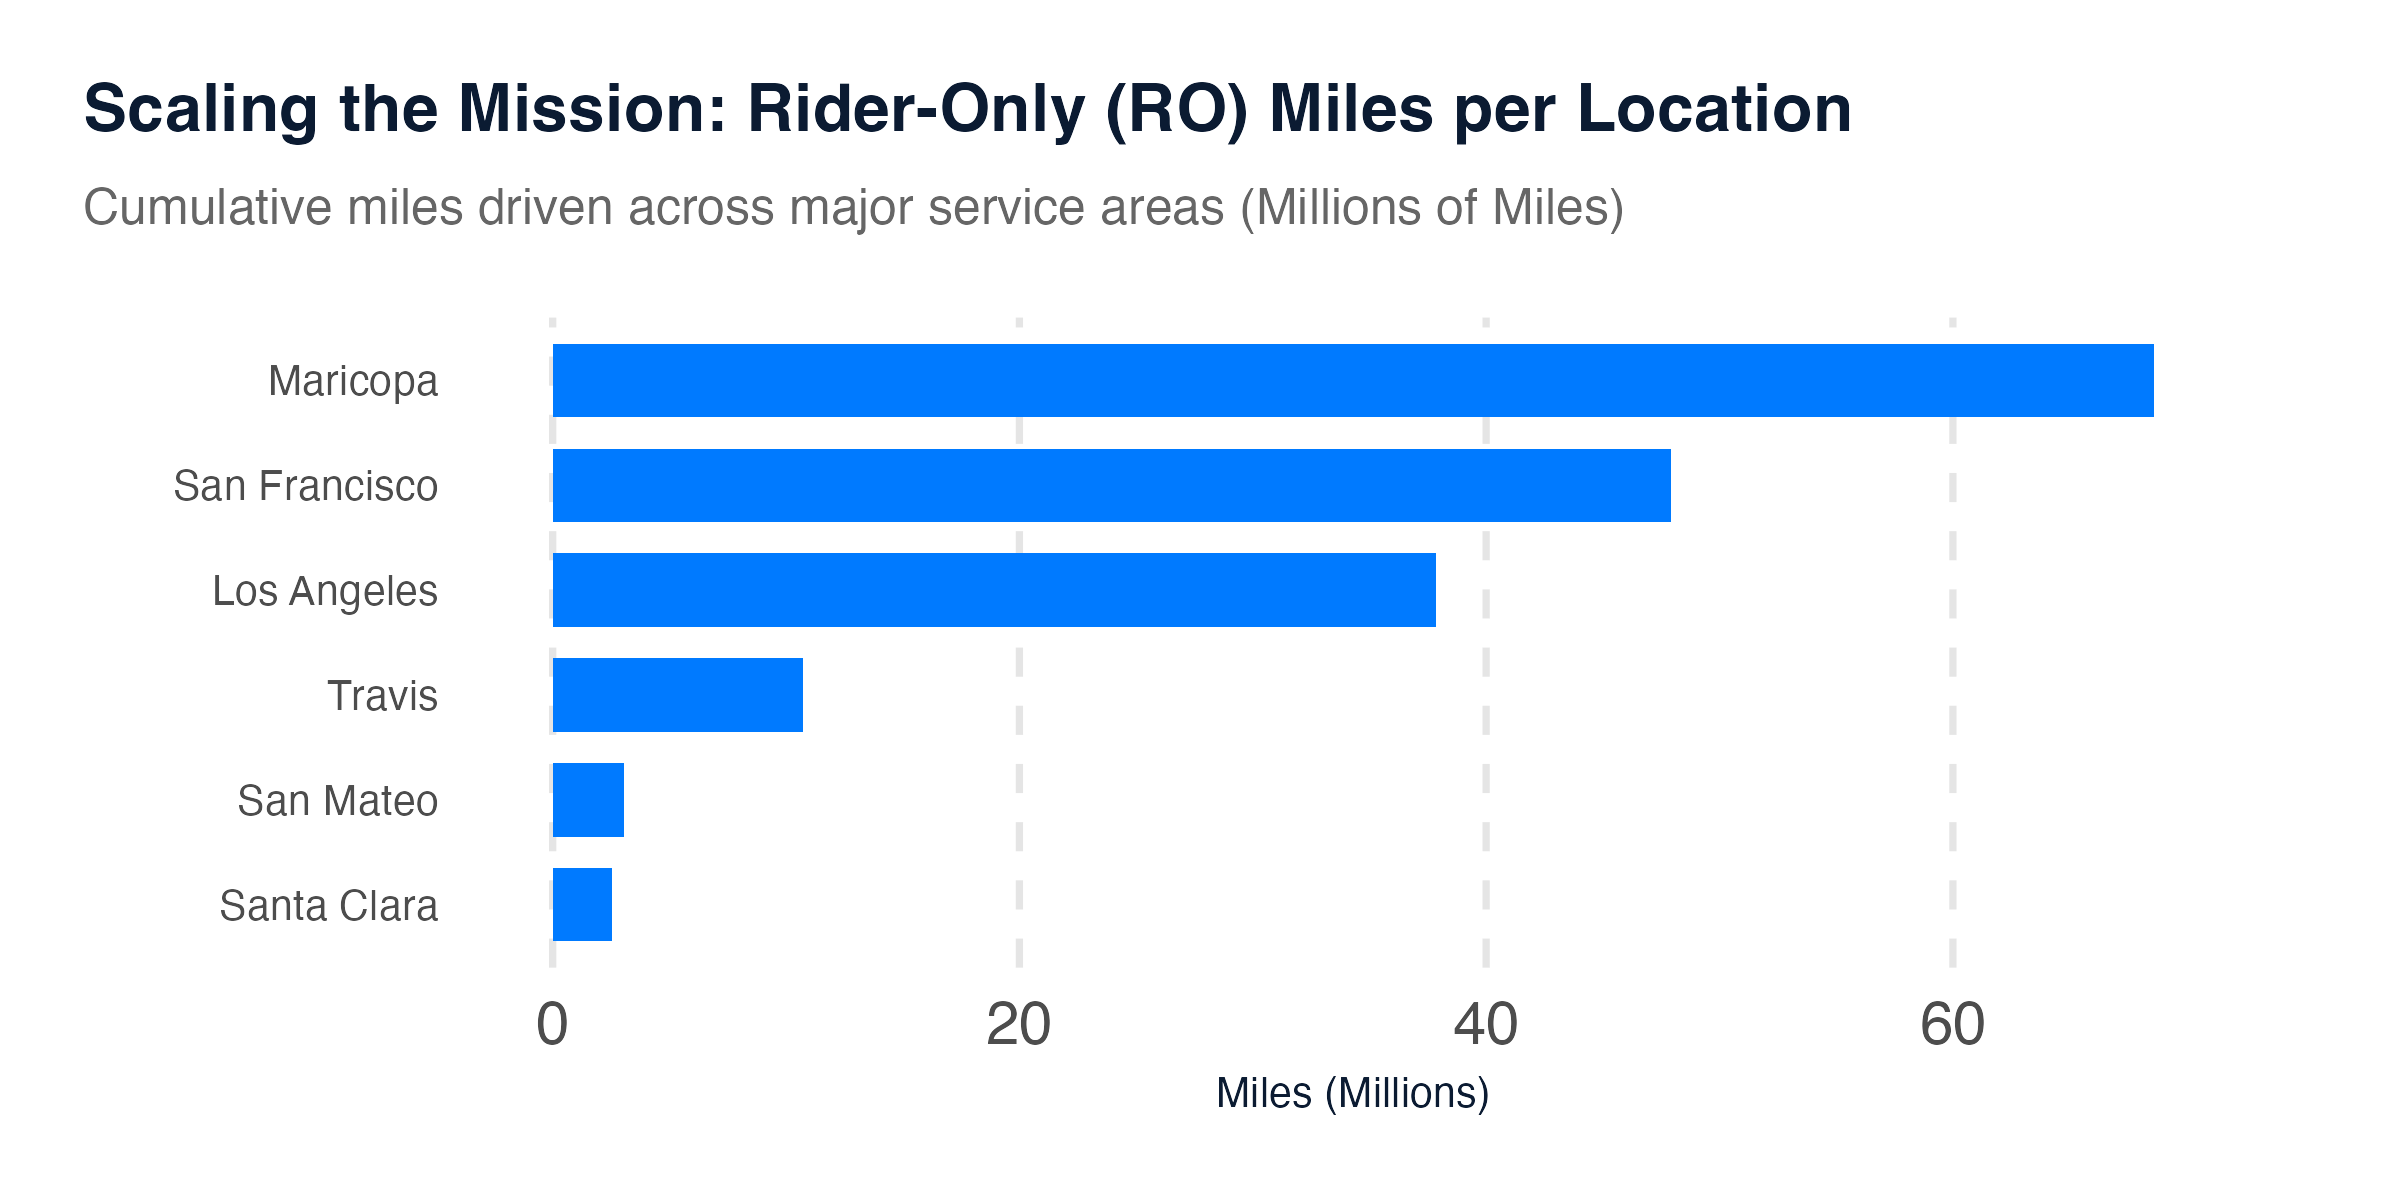 Scaling the Mission: Rider-Only (RO) Miles per Location
Cumulative miles driven across major service areas (Millions of Miles)
Maricopa
San Francisco
Los Angeles
Travis
San Mateo
Santa Clara
0 20 40 60
Miles (Millions)